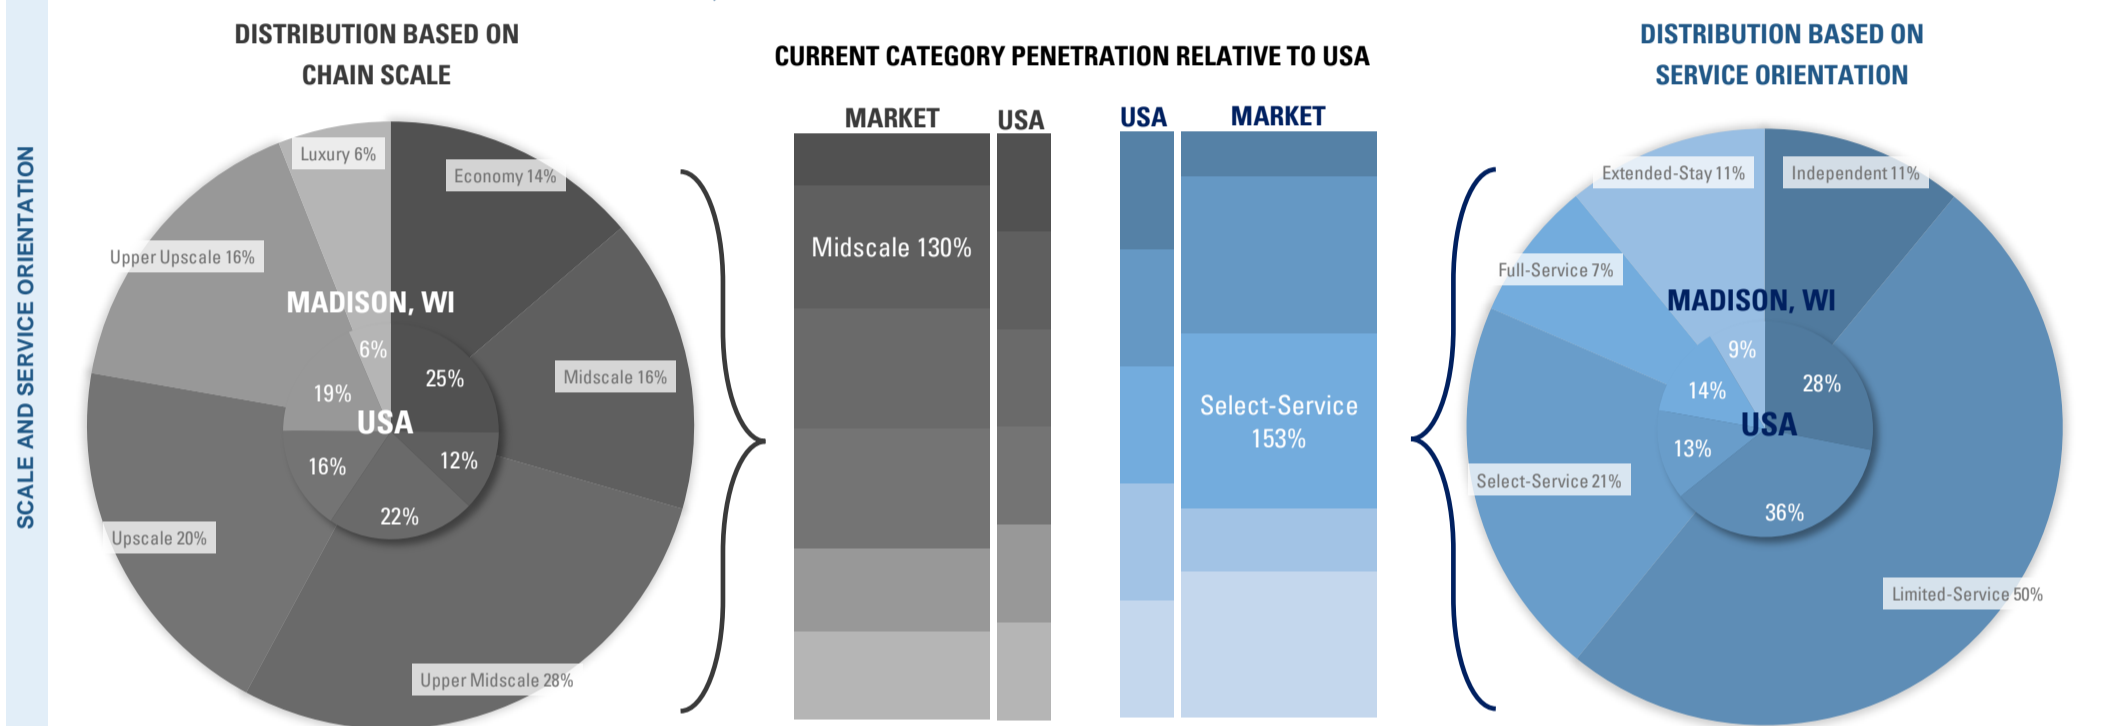 SCALE AND SERVICE ORIENTATION
DISTRIBUTION BASED ON
CHAIN SCALE
Luxury 6%
Economy 14%
Upper Upscale 16%
MADISON, WI
6%
25%
Midscale 16%
19%
USA
16%
12%
22%
Upscale 20%
Upper Midscale 28%
CURRENT CATEGORY PENETRATION RELATIVE TO USA
MARKET
USA
Midscale 130%
USA
MARKET
Select-Service
153%
DISTRIBUTION BASED ON
SERVICE ORIENTATION
Extended-Stay 11%
Independent 11%
Full-Service 7%
MADISON, WI
9%
28%
14%
USA
13%
Select-Service 21%
36%
Limited-Service 50%